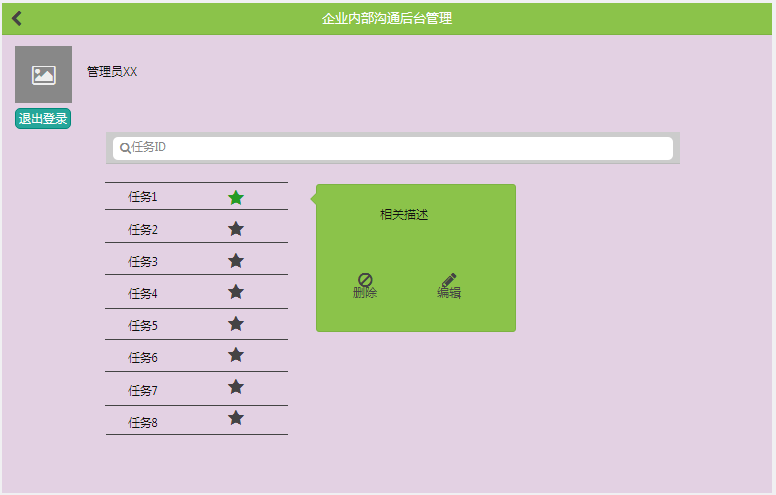 企业内部沟通后台管理
管理员XX
退出登录
任务ID
任务1
相关描述
任务2
任务3
删除
编辑
任务4
任务5
任务6
任务7
任务8